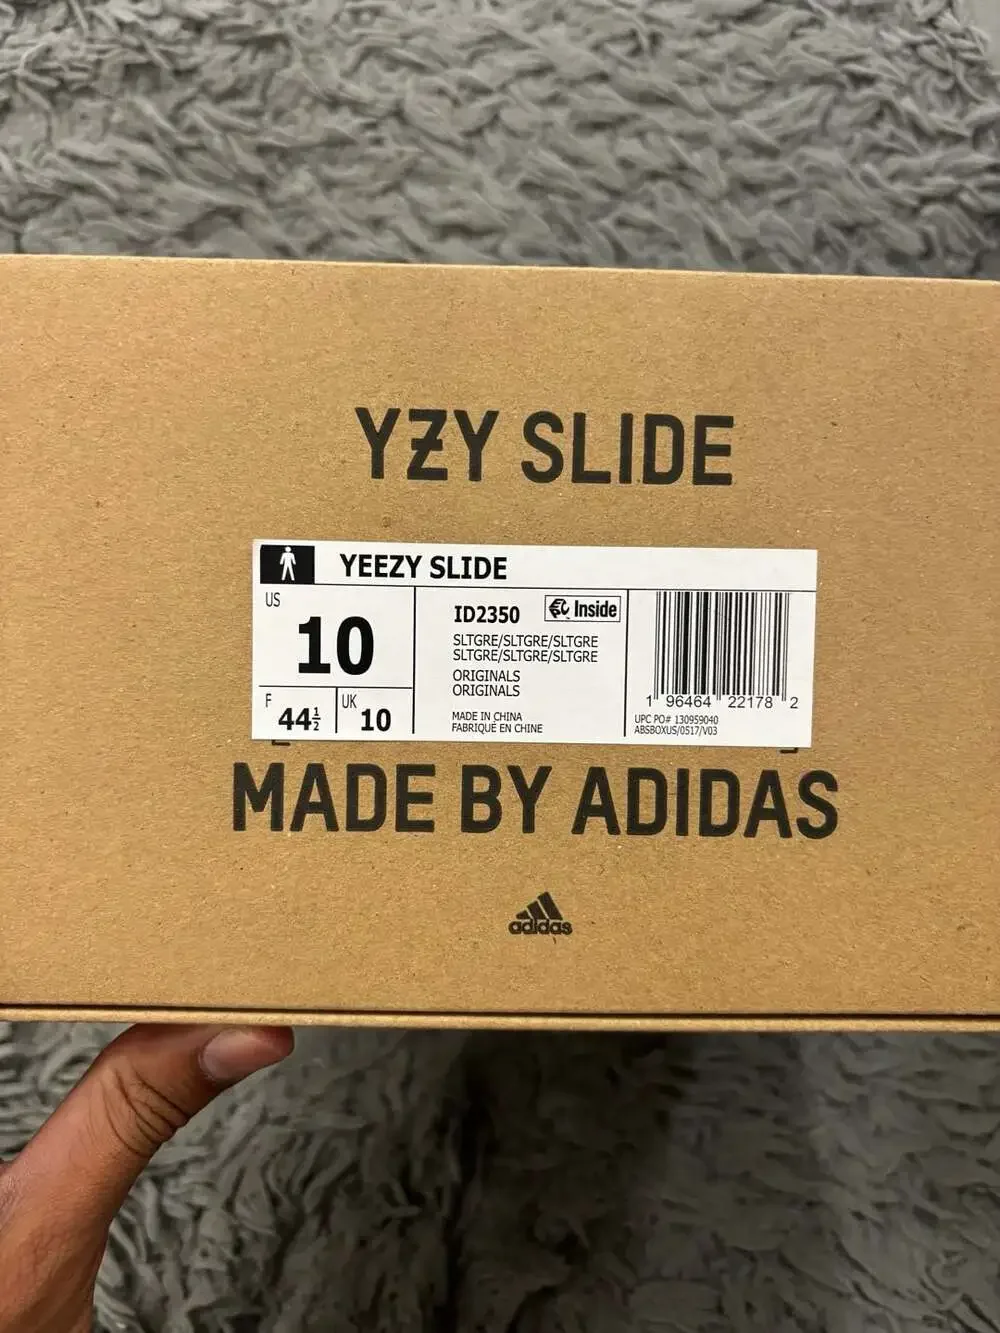 YZY SLIDE
YEEZY SLIDE
US
10
F
44½
UK
10
ID2350
Inside
SLTGRE/SLTGRE/SLTGRE
SLTGRE/SLTGRE/SLTGRE
ORIGINALS
ORIGINALS
MADE IN CHINA
FABRIQUÉ EN CHINE
1 96464 22178 2
UPC PO# 130959040
ABSBOXUS/0517/V03
MADE BY ADIDAS
adidas